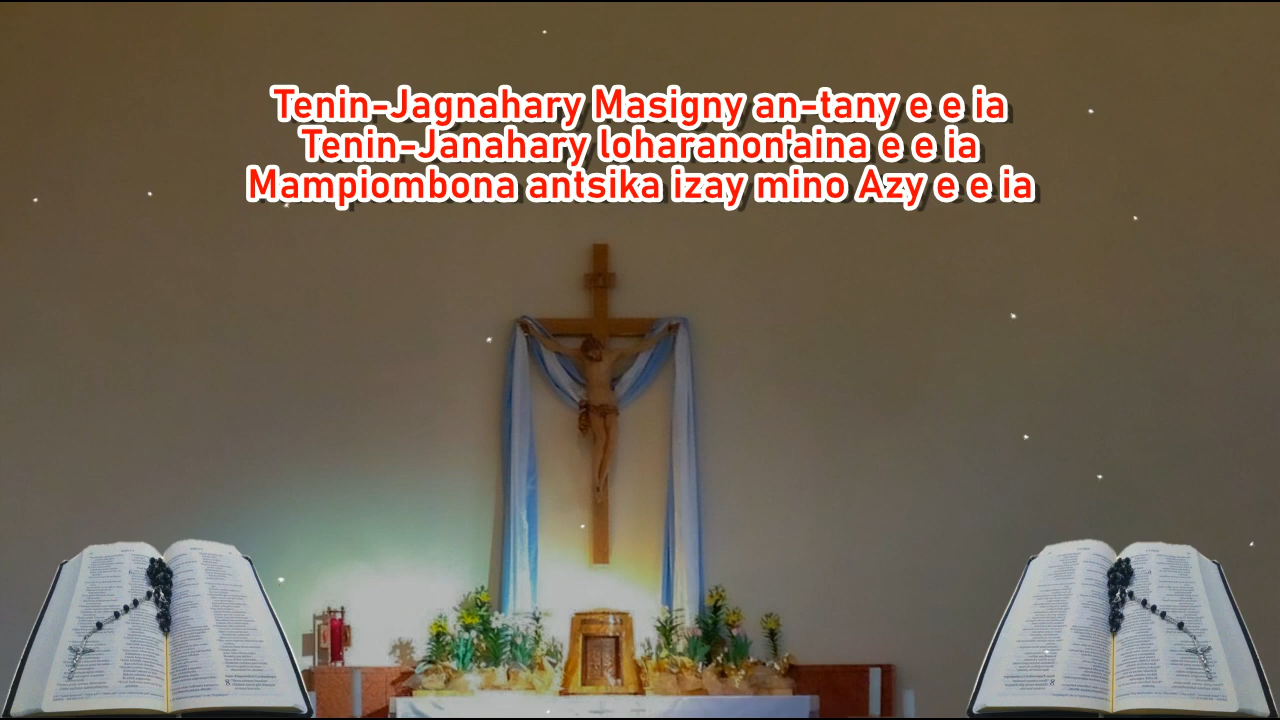 Tenin-Jagnahary Masigny an-tany e e ia
Tenin-Janahary loharanon'aina e e ia
Mampiombona antsika izay mino Azy e e ia